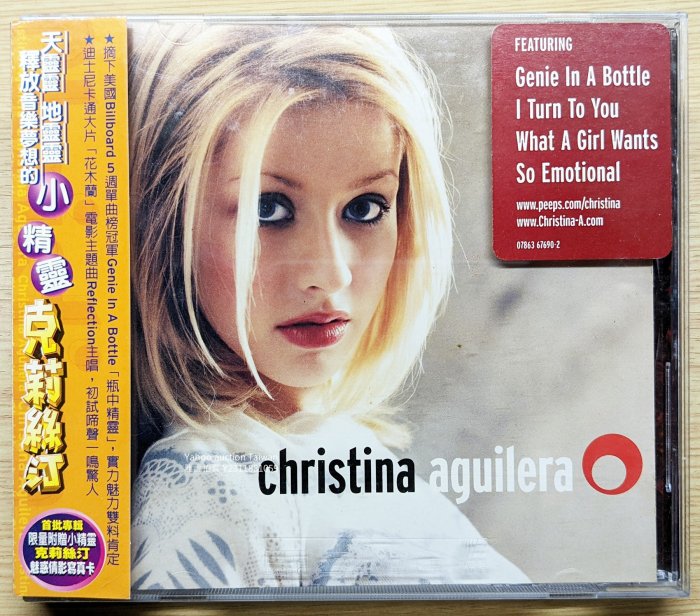 天靈靈 地靈靈
釋放音樂夢想的
小精靈
克莉絲汀
★摘下美國Billboard 5週單曲榜冠軍Genie In A Bottle「瓶中精靈」，實力魅力雙料肯定
★迪士尼卡通大片「花木蘭」電影主題曲Reflection主唱，初試啼聲一鳴驚人
首批專輯
限量附贈小精靈
克莉絲汀
魅惑倩影寫真卡
FEATURING
Genie In A Bottle
I Turn To You
What A Girl Wants
So Emotional
www.peeps.com/christina
www.Christina-A.com
07863 67690-2
Yahoo auction Taiwan
christina aguilera